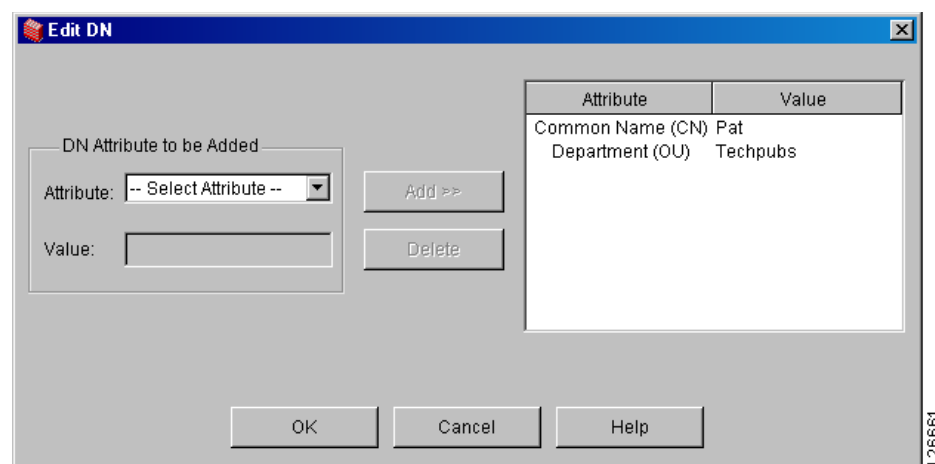 Edit DN
DN Attribute to be Added
Attribute: -- Select Attribute --
Value:
Add >>
Delete
Attribute Value
Common Name (CN) Pat
Department (OU) Techpubs
OK Cancel Help
126661